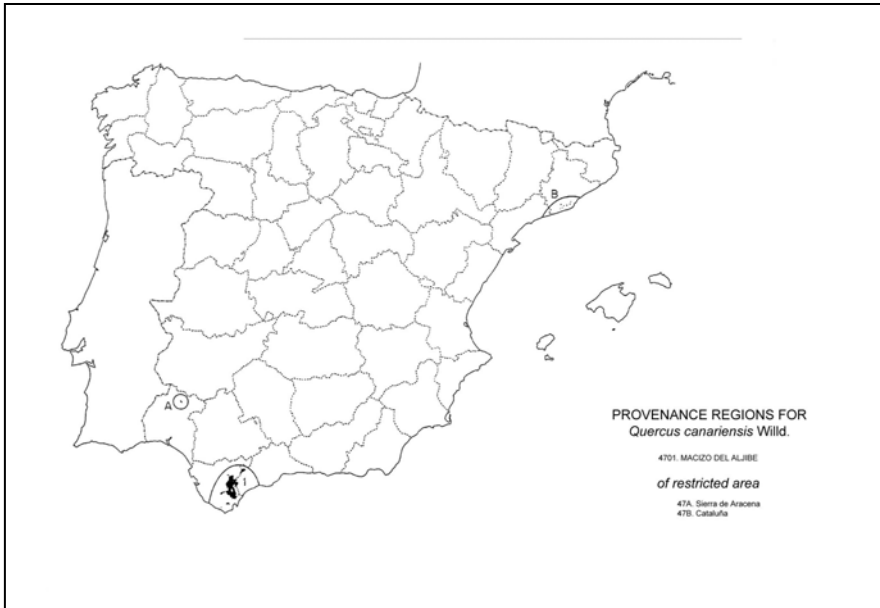 B
A
1
PROVENANCE REGIONS FOR
Quercus canariensis Willd.
4701. MACIZO DEL ALJIBE
of restricted area
47A. Sierra de Aracena
47B. Cataluña